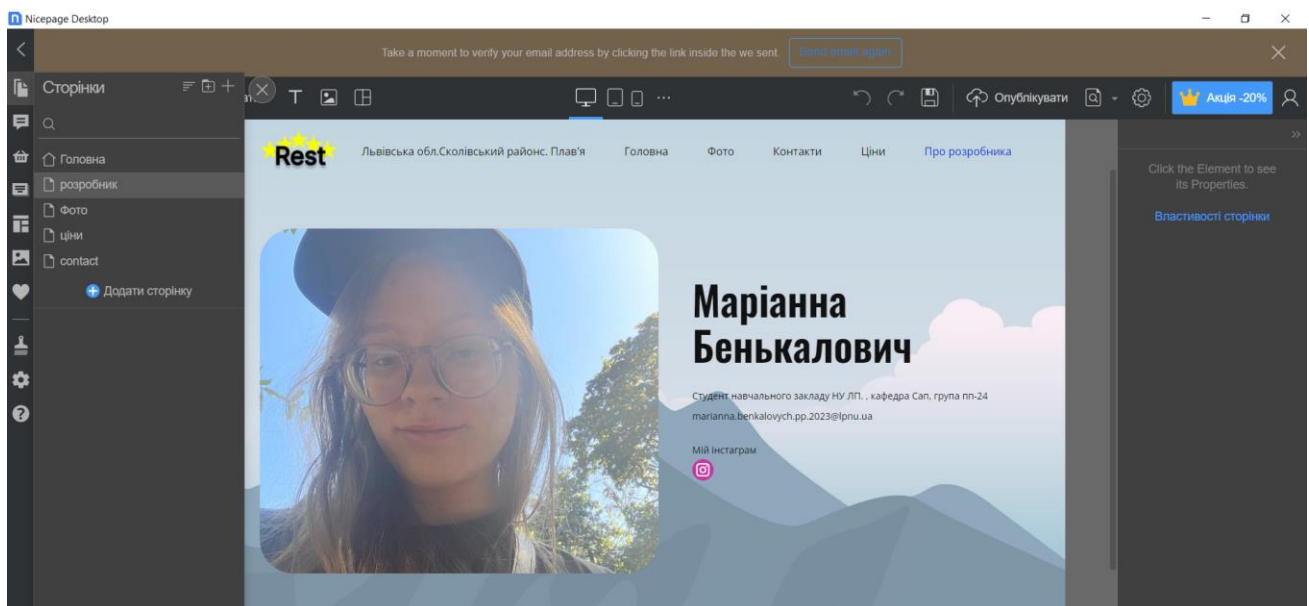 Nicepage Desktop
Take a moment to verify your email address by clicking the link inside the we sent. Send email again
Сторінки
T
Опублікувати
Акція -20%
Головна
розробник
Фото
ціни
contact
Додати сторінку
Rest
Львівська обл.Сколівський районс. Плав'я
Головна
Фото
Контакти
Ціни
Про розробника
Маріанна
Бенькалович
Студент навчального закладу НУ ЛП. , кафедра Сап, група пп-24
marianna.benkalovych.pp.2023@lpnu.ua
Мій інстаграм
Click the Element to see
its Properties.
Властивості сторінки